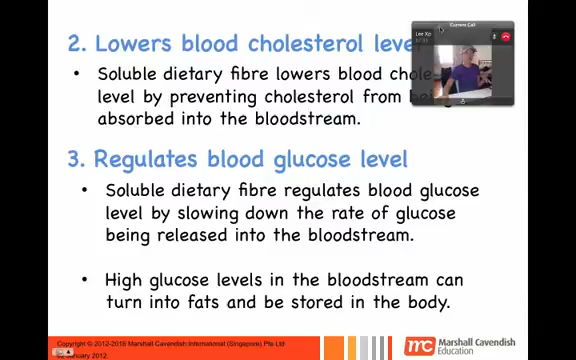 2. Lowers blood cholesterol leve
Current Call
Lee Xp
• Soluble dietary fibre lowers blood chole
level by preventing cholesterol from being
absorbed into the bloodstream.
3. Regulates blood glucose level
• Soluble dietary fibre regulates blood glucose
level by slowing down the rate of glucose
being released into the bloodstream.
• High glucose levels in the bloodstream can
turn into fats and be stored in the body.
Copyright © 2012-2018 Marshall Cavendish International (Singapore) Pte Ltd
02 January 2012.
mc Marshall Cavendish
Education